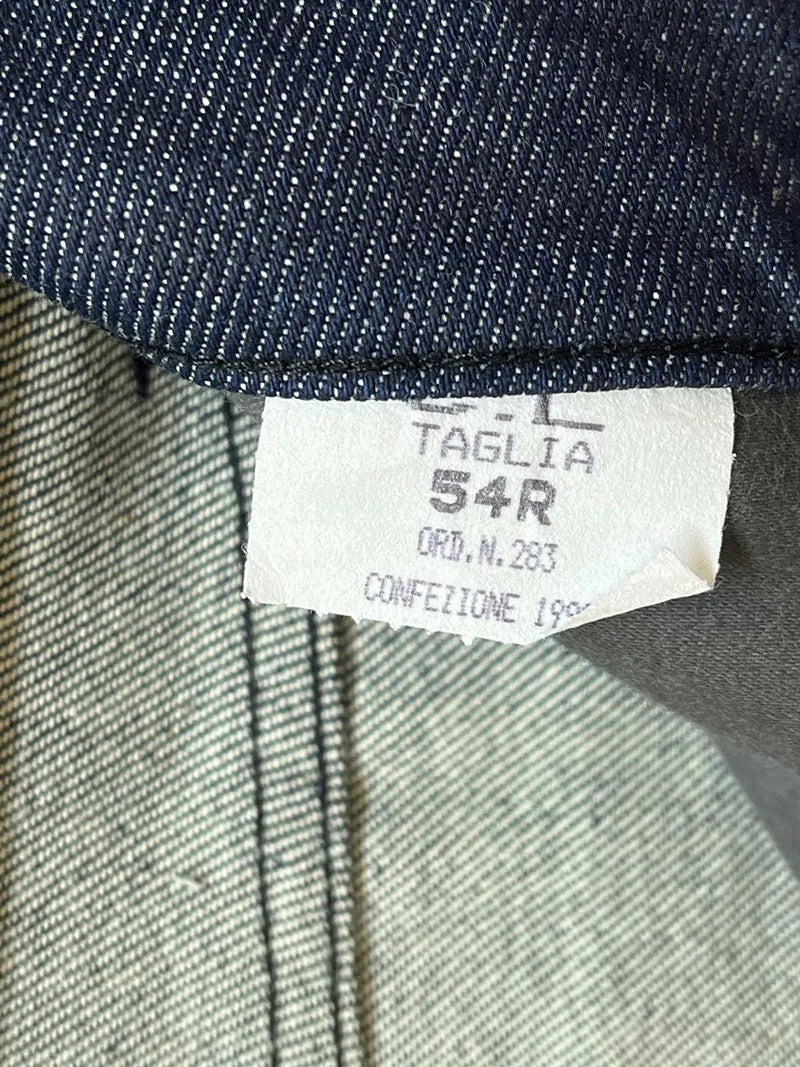 TAGLIA
54R
ORD.N.283
CONFEZIONE